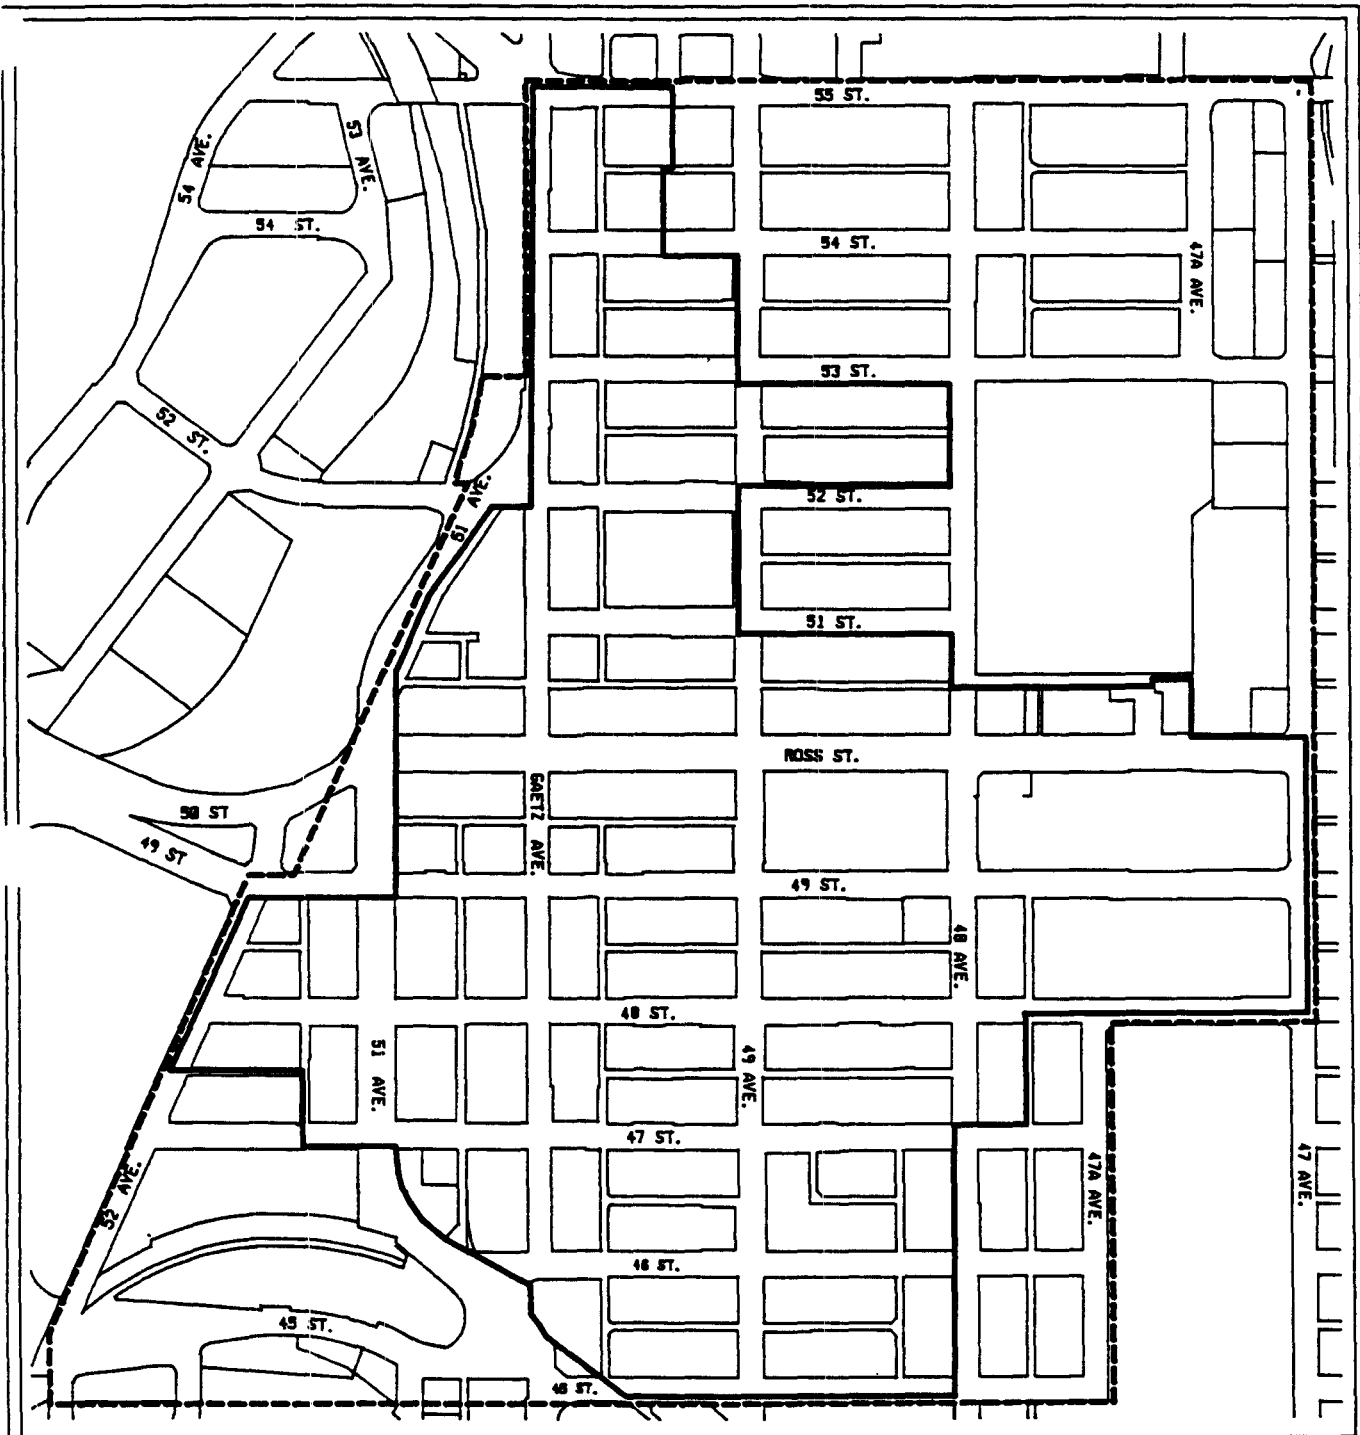 55 ST.
53 AVE.
54 AVE.
54 ST.
54 ST.
47A AVE.
53 ST.
52 ST.
51 AVE.
52 ST.
51 ST.
ROSS ST.
GAETZ AVE.
50 ST
49 ST
49 ST.
48 AVE.
48 ST.
51 AVE.
49 AVE.
47 ST.
47A AVE.
47 AVE.
52 AVE.
46 ST.
45 ST.
45 ST.